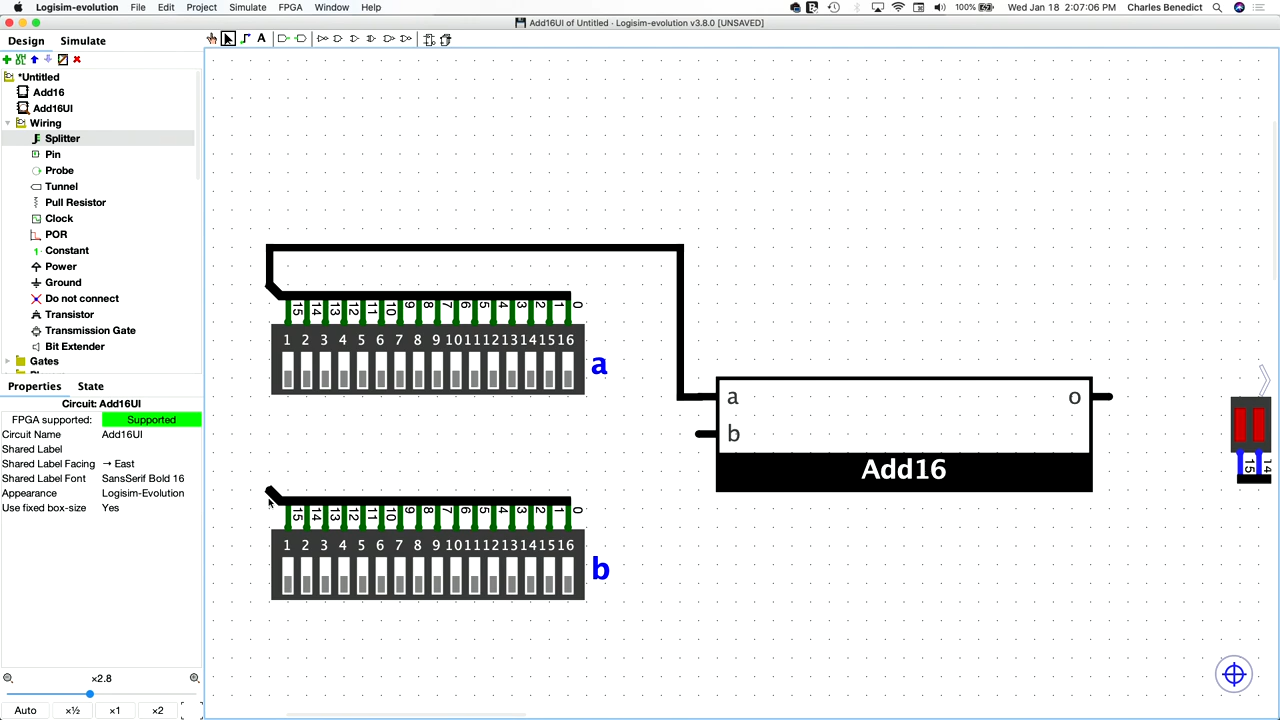 Logisim-evolution File Edit Project Simulate FPGA Window Help 100% Wed Jan 18 2:07:06 PM Charles Benedict
Add16UI of Untitled · Logisim-evolution v3.8.0 [UNSAVED]
Design Simulate
*Untitled
Add16
Add16UI
Wiring
Splitter
Pin
Probe
Tunnel
Pull Resistor
Clock
POR
Constant
Power
Ground
Do not connect
Transistor
Transmission Gate
Bit Extender
Gates
Properties State
Circuit: Add16UI
FPGA supported: Supported
Circuit Name Add16UI
Shared Label
Shared Label Facing → East
Shared Label Font SansSerif Bold 16
Appearance Logisim-Evolution
Use fixed box-size Yes
×2.8
Auto ×½ ×1 ×2
15 14 13 12 11 10 9 8 7 6 5 4 3 2 1 0
1 2 3 4 5 6 7 8 9 10 11 12 13 14 15 16
a
15 14 13 12 11 10 9 8 7 6 5 4 3 2 1 0
1 2 3 4 5 6 7 8 9 10 11 12 13 14 15 16
b
a o
b
Add16
15 14